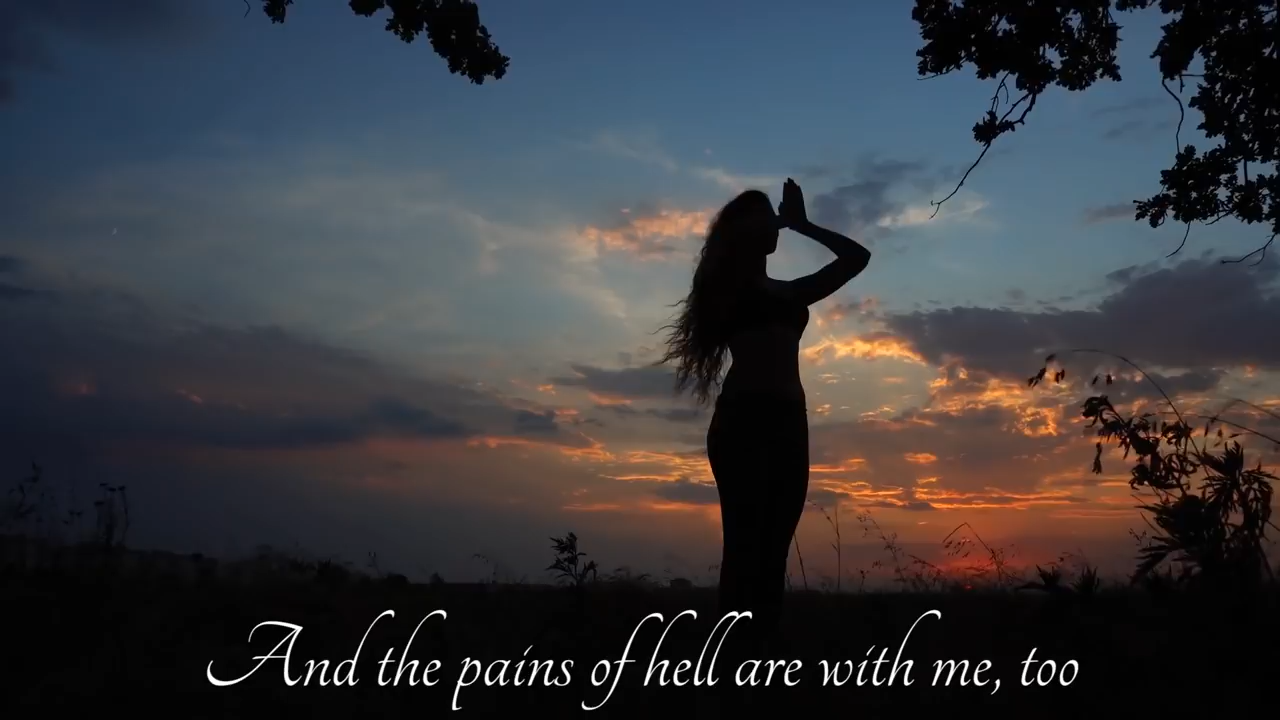 And the pains of hell are with me, too